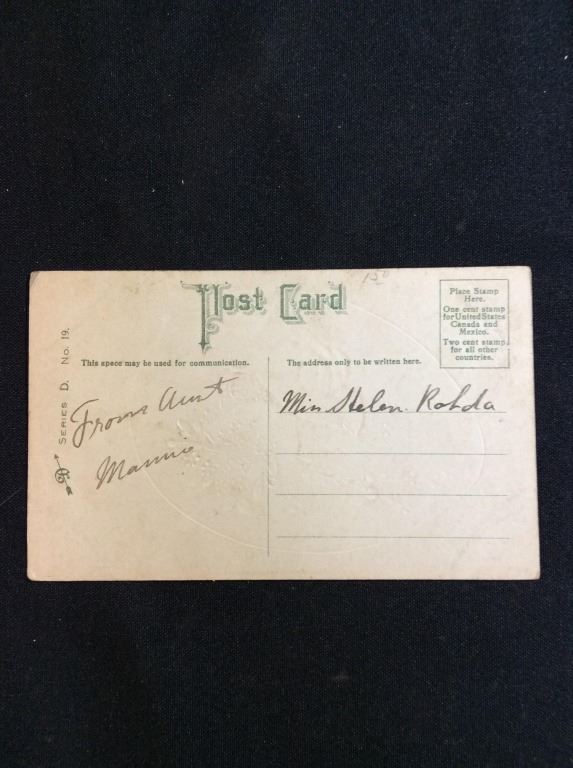 150
Post Card
Place Stamp
Here.
One cent stamp
for United States
Canada and
Mexico.
Two cent stamp
for all other
countries.
SERIES D. NO. 19.
This space may be used for communication.
The address only to be written here.
From Aunt
Mamie
Miss Helen Rohda